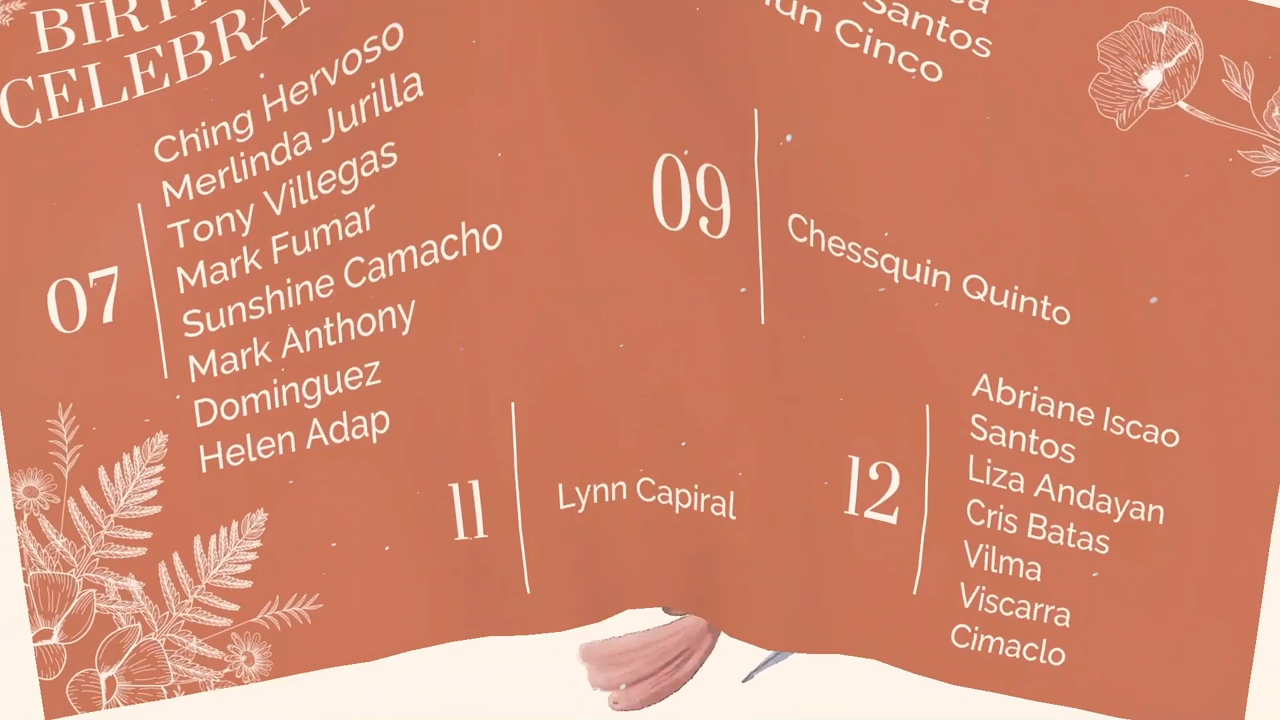 CELEBRA
07
Ching Hervoso
Merlinda Jurilla
Tony Villegas
Mark Fumar
Sunshine Camacho
Mark Anthony
Dominguez
Helen Adap
Santos
Cinco
09
Chessquin Quinto
11
Lynn Capiral
12
Abriane Iscao
Santos
Liza Andayan
Cris Batas
Vilma
Viscarra
Cimaclo